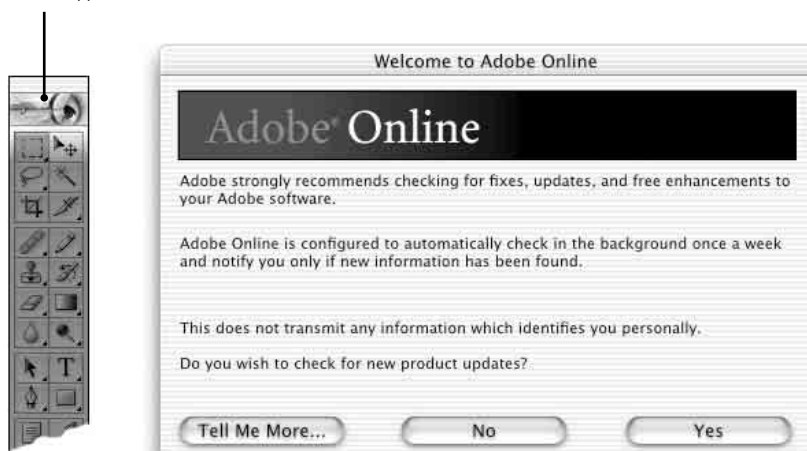 Welcome to Adobe Online
Adobe® Online
Adobe strongly recommends checking for fixes, updates, and free enhancements to
your Adobe software.
Adobe Online is configured to automatically check in the background once a week
and notify you only if new information has been found.
This does not transmit any information which identifies you personally.
Do you wish to check for new product updates?
T
Tell Me More...
No
Yes